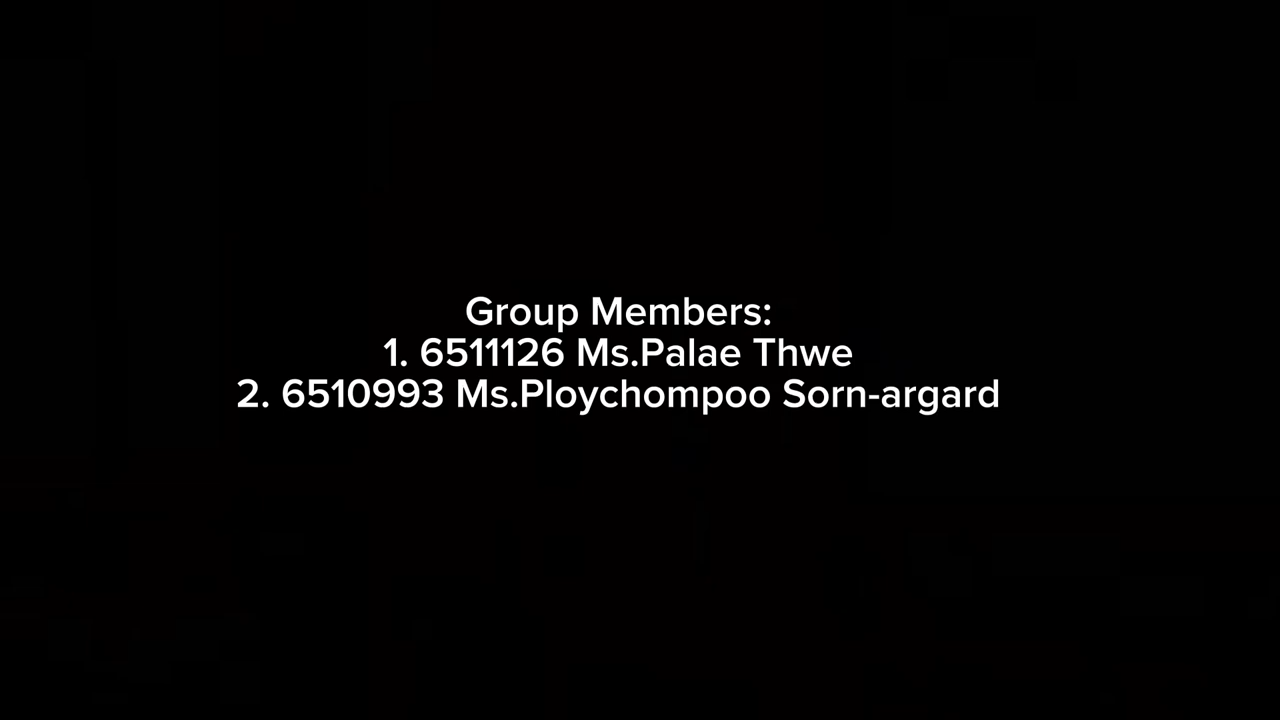 Group Members:
1. 6511126 Ms.Palae Thwe
2. 6510993 Ms.Ploychompoo Sorn-argard